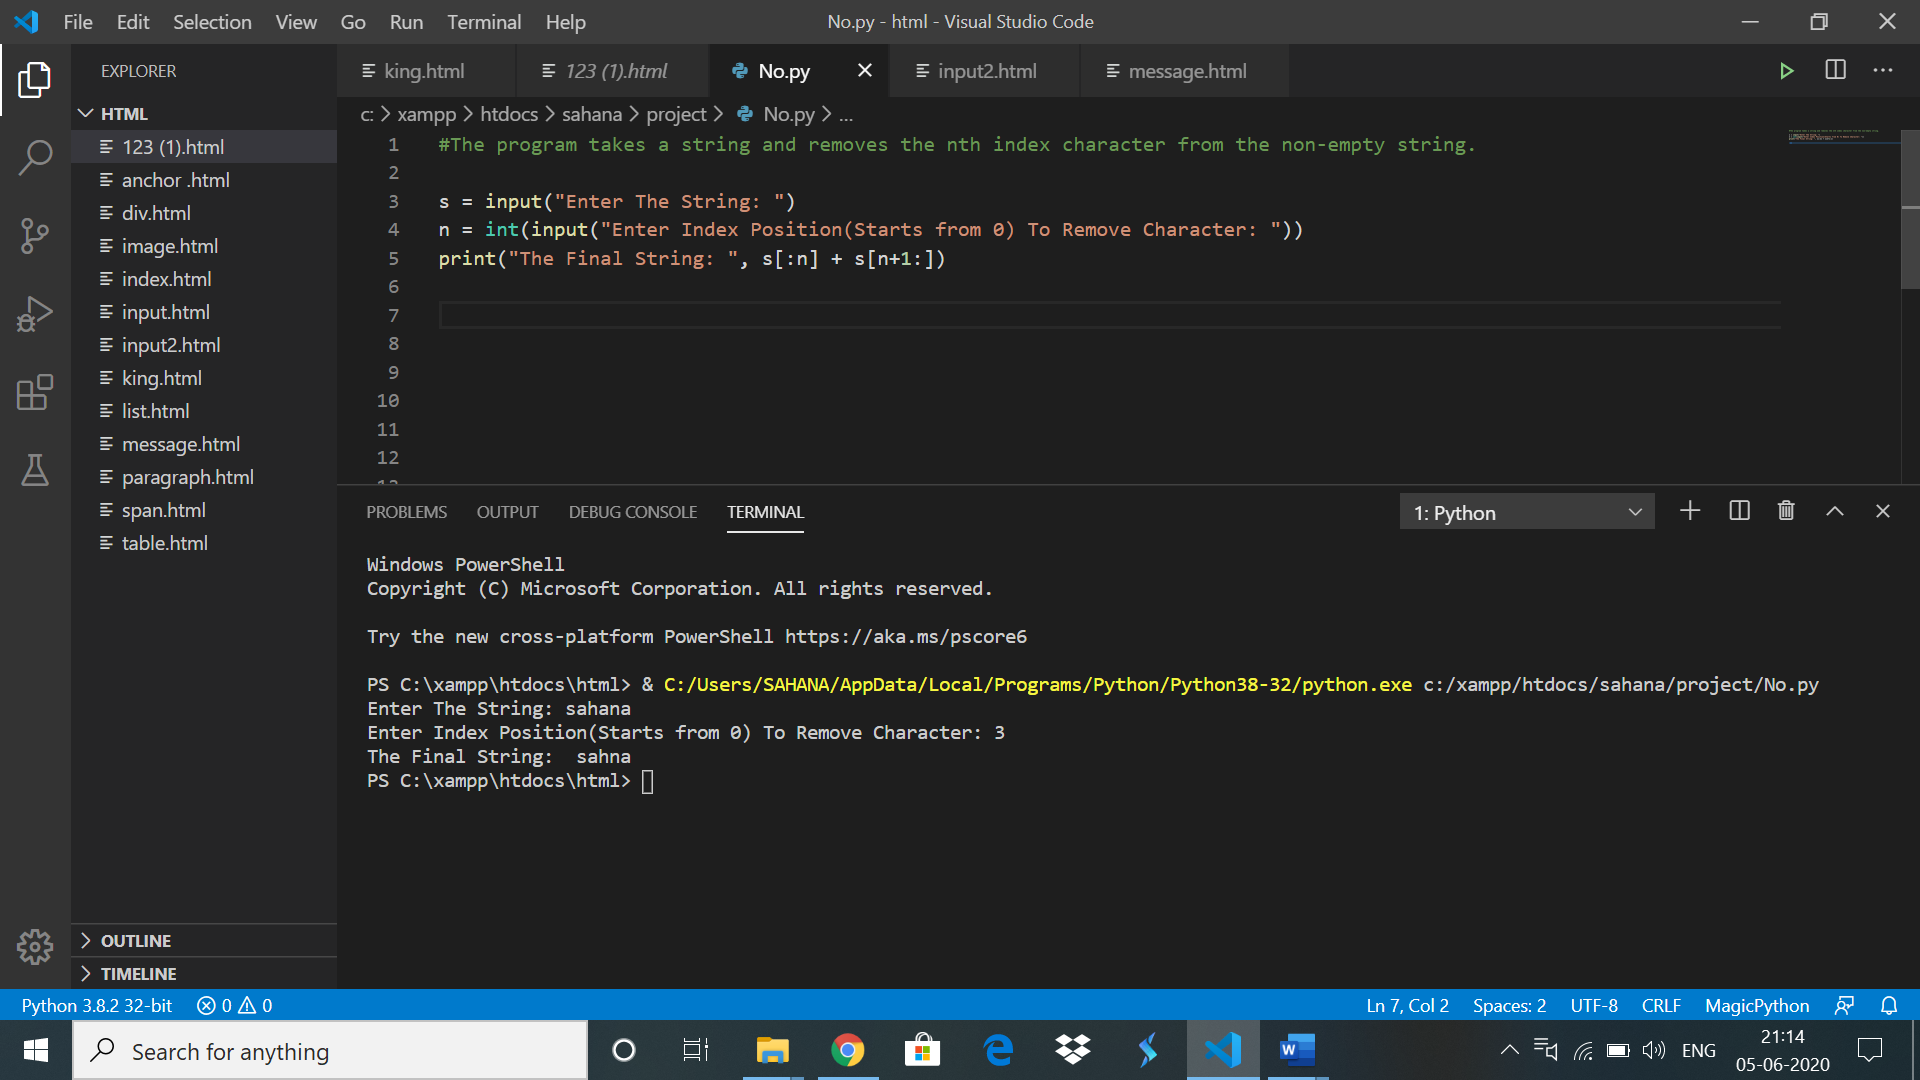 File Edit Selection View Go Run Terminal Help
No.py - html - Visual Studio Code
EXPLORER
HTML
123 (1).html
anchor .html
div.html
image.html
index.html
input.html
input2.html
king.html
list.html
message.html
paragraph.html
span.html
table.html
OUTLINE
TIMELINE
king.html 123 (1).html No.py input2.html message.html
c: > xampp > htdocs > sahana > project > No.py > ...
1 #The program takes a string and removes the nth index character from the non-empty string.
2
3 s = input("Enter The String: ")
4 n = int(input("Enter Index Position(Starts from 0) To Remove Character: "))
5 print("The Final String: ", s[:n] + s[n+1:])
6
7
8
9
10
11
12
PROBLEMS OUTPUT DEBUG CONSOLE TERMINAL
1: Python
Windows PowerShell
Copyright (C) Microsoft Corporation. All rights reserved.
Try the new cross-platform PowerShell https://aka.ms/pscore6
PS C:\xampp\htdocs\html> & C:/Users/SAHANA/AppData/Local/Programs/Python/Python38-32/python.exe c:/xampp/htdocs/sahana/project/No.py
Enter The String: sahana
Enter Index Position(Starts from 0) To Remove Character: 3
The Final String:  sahna
PS C:\xampp\htdocs\html>
Python 3.8.2 32-bit 0 0
Ln 7, Col 2 Spaces: 2 UTF-8 CRLF MagicPython
Search for anything
W
ENG
21:14
05-06-2020